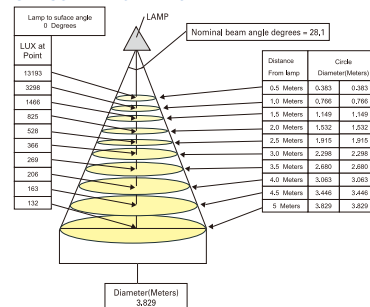 Lamp to suface angle
0 Degrees
LAMP
Nominal beam angle degrees = 28,1
LUX at
Point
13193
3298
1466
825
528
366
269
206
163
132
Distance Circle
From lamp Diameter(Meters)
0.5 Meters 0.383 0.383
1,0 Meters 0,766 0,766
1,5 Meters 1,149 1,149
2.0 Meters 1.532 1.532
2.5 Meters 1.915 1.915
3.0 Meters 2.298 2.298
3.5 Meters 2.680 2.680
4.0 Meters 3.063 3.063
4.5 Meters 3.446 3.446
5 Meters 3.829 3.829
Diameter(Meters)
3.829